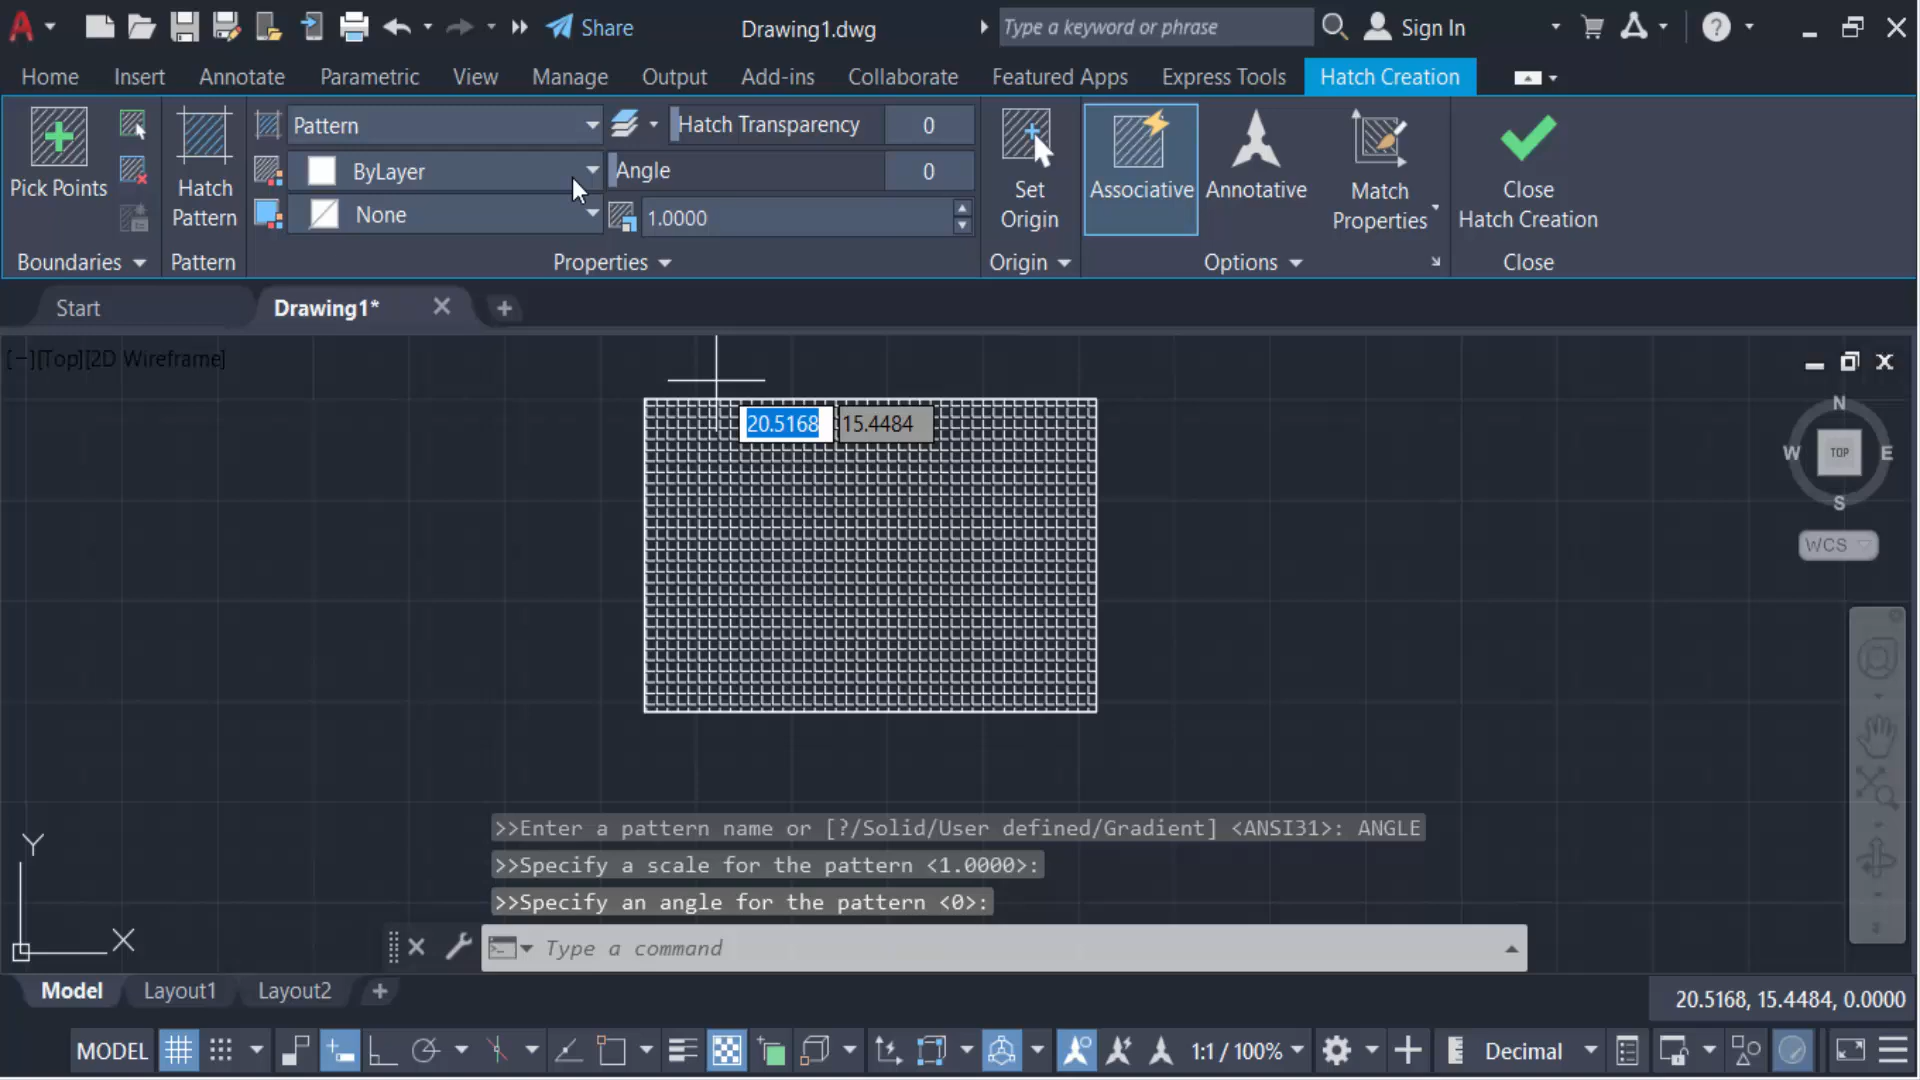 Share
Drawing1.dwg
Type a keyword or phrase
Sign In
Home
Insert
Annotate
Parametric
View
Manage
Output
Add-ins
Collaborate
Featured Apps
Express Tools
Hatch Creation
Pick Points
Hatch
Pattern
Pattern
ByLayer
None
Hatch Transparency
0
Angle
0
1.0000
Set
Origin
Associative
Annotative
Match
Properties
Close
Hatch Creation
Boundaries
Pattern
Properties
Origin
Options
Close
Start
Drawing1*
[−][Top][2D Wireframe]
20.5168
15.4484
N
W
TOP
E
S
WCS
>>Enter a pattern name or [?/Solid/User defined/Gradient] <ANSI31>: ANGLE
>>Specify a scale for the pattern <1.0000>:
>>Specify an angle for the pattern <0>:
Y
X
Type a command
Model
Layout1
Layout2
20.5168, 15.4484, 0.0000
MODEL
1:1 / 100%
Decimal